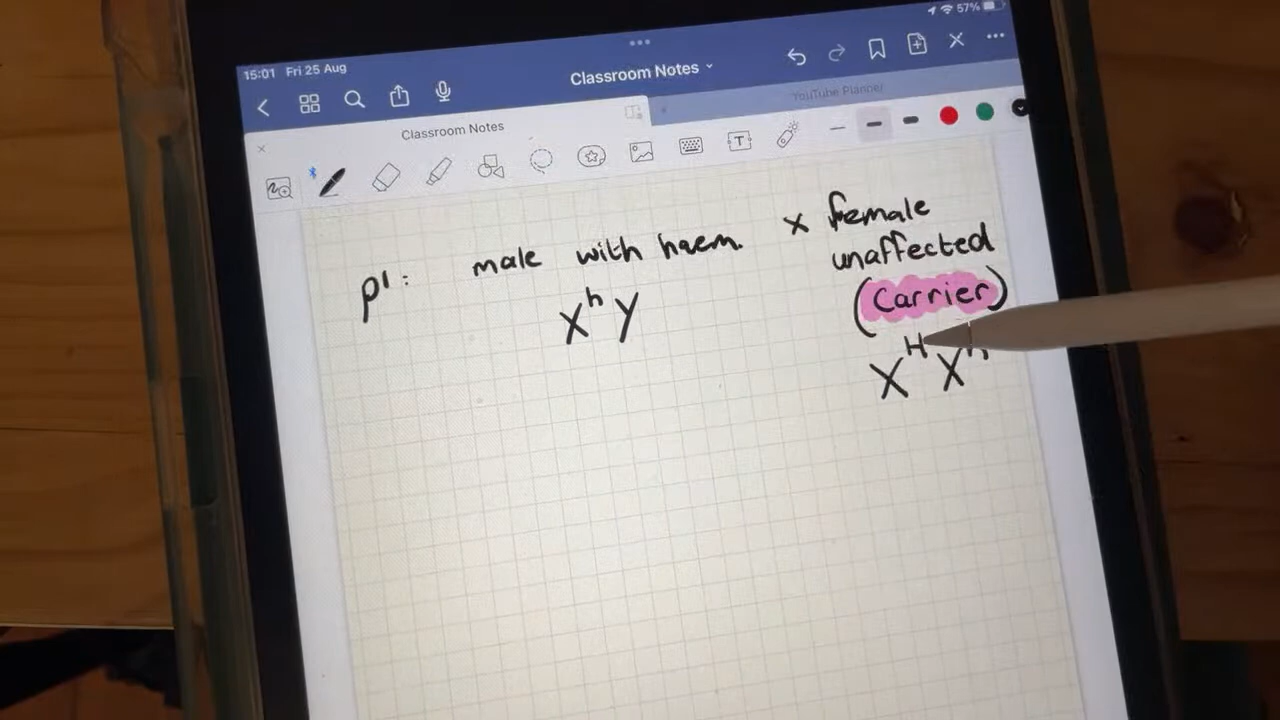 15:01 Fri 25 Aug
57%
Classroom Notes
YouTube Planner
Classroom Notes
T
P1: male with haem. x female
unaffected
(carrier)
XhY
XHXh